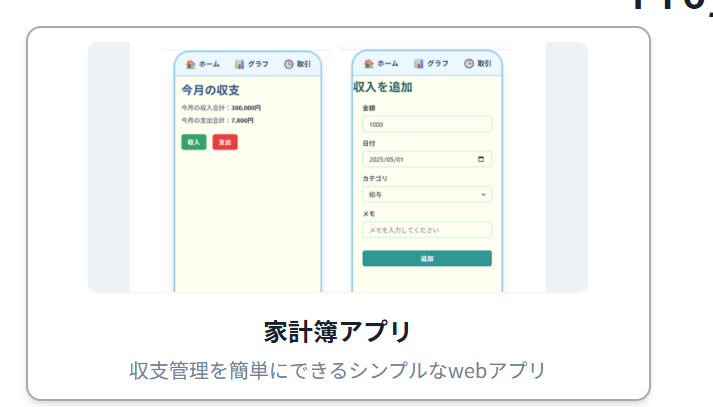 ホーム グラフ 取引
今月の収支
今月の収入合計：300,000円
今月の支出合計：7,800円
収入 支出
ホーム グラフ 取引
収入を追加
金額
1000
日付
2025/05/01
カテゴリ
給与
メモ
メモを入力してください
追加
家計簿アプリ
収支管理を簡単にできるシンプルなwebアプリ